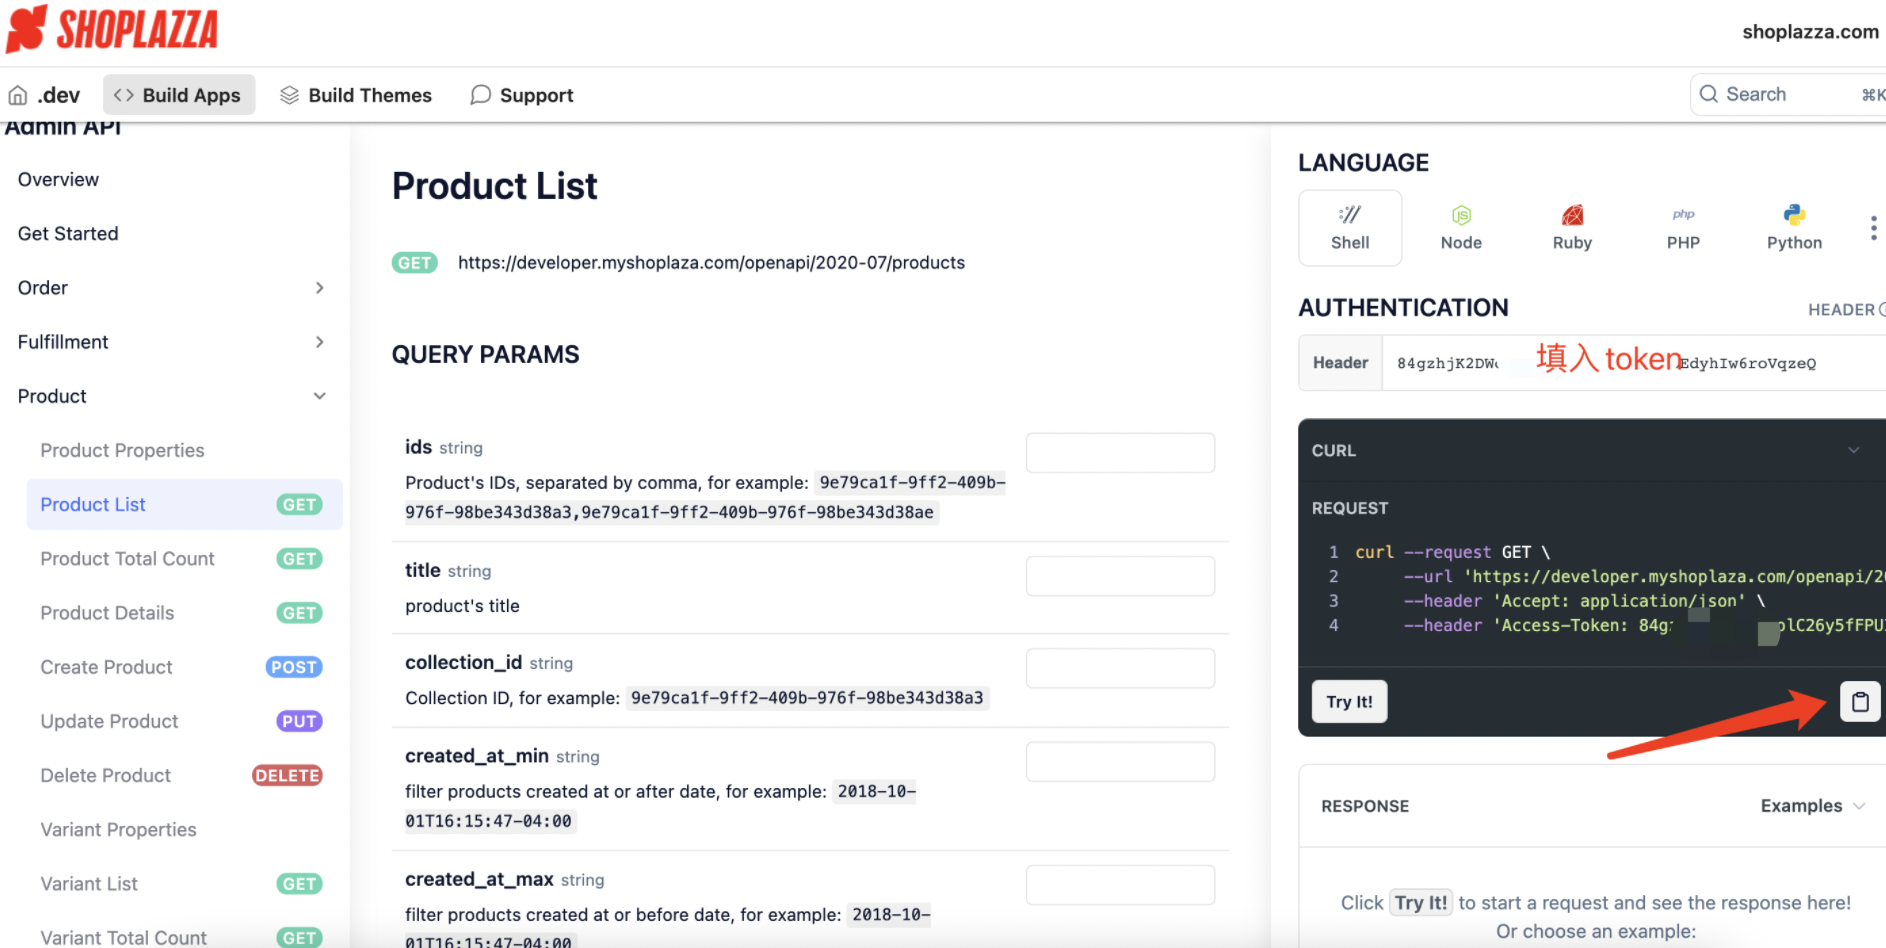 SHOPLAZZA
shoplazza.com
.dev
Build Apps
Build Themes
Support
Search
⌘K
Admin API
Overview
Get Started
Order
Fulfillment
Product
Product Properties
Product List GET
Product Total Count GET
Product Details GET
Create Product POST
Update Product PUT
Delete Product DELETE
Variant Properties
Variant List GET
Variant Total Count GET
Product List
GET https://developer.myshoplaza.com/openapi/2020-07/products
QUERY PARAMS
ids string
Product's IDs, separated by comma, for example: 9e79ca1f-9ff2-409b-
976f-98be343d38a3,9e79ca1f-9ff2-409b-976f-98be343d38ae
title string
product's title
collection_id string
Collection ID, for example: 9e79ca1f-9ff2-409b-976f-98be343d38a3
created_at_min string
filter products created at or after date, for example: 2018-10-
01T16:15:47-04:00
created_at_max string
filter products created at or before date, for example: 2018-10-
01T16:15:47-04:00
LANGUAGE
Shell
Node
Ruby
php
PHP
Python
AUTHENTICATION
HEADER
Header 84gzhjK2DW 填入token EdyhIw6roVqzeQ
CURL
REQUEST
1 curl --request GET \
2 --url 'https://developer.myshoplaza.com/openapi/2
3 --header 'Accept: application/json' \
4 --header 'Access-Token: 84g plC26y5fFPU
Try It!
RESPONSE
Examples
Click Try It! to start a request and see the response here!
Or choose an example: